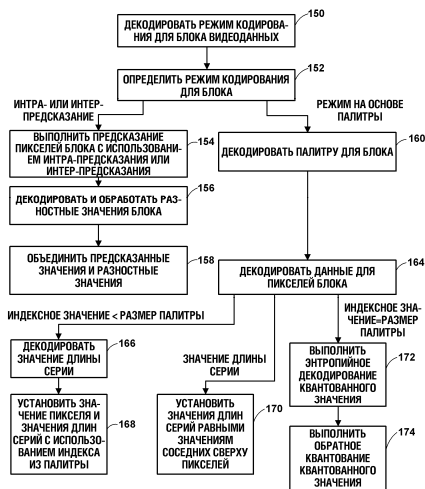 150
ДЕКОДИРОВАТЬ РЕЖИМ КОДИРОВА-
НИЯ ДЛЯ БЛОКА ВИДЕОДАННЫХ
152
ОПРЕДЕЛИТЬ РЕЖИМ КОДИРОВАНИЯ
ДЛЯ БЛОКА
ИНТРА- ИЛИ ИНТЕР-
ПРЕДСКАЗАНИЕ
РЕЖИМ НА ОСНОВЕ
ПАЛИТРЫ
ВЫПОЛНИТЬ ПРЕДСКАЗАНИЕ
ПИКСЕЛЕЙ БЛОКА С ИСПОЛЬЗОВАНИ-
ЕМ ИНТРА-ПРЕДСКАЗАНИЯ ИЛИ
ИНТЕР-ПРЕДСКАЗАНИЯ
154
160
ДЕКОДИРОВАТЬ ПАЛИТРУ ДЛЯ БЛОКА
156
ДЕКОДИРОВАТЬ И ОБРАБОТАТЬ РАЗ-
НОСТНЫЕ ЗНАЧЕНИЯ БЛОКА
158
ОБЪЕДИНИТЬ ПРЕДСКАЗАННЫЕ
ЗНАЧЕНИЯ И РАЗНОСТНЫЕ
ЗНАЧЕНИЯ
164
ДЕКОДИРОВАТЬ ДАННЫЕ ДЛЯ
ПИКСЕЛЕЙ БЛОКА
ИНДЕКСНОЕ ЗНАЧЕНИЕ < РАЗМЕР ПАЛИТРЫ
ИНДЕКСНОЕ ЗНА-
ЧЕНИЕ=РАЗМЕР
ПАЛИТРЫ
ДЕКОДИРОВАТЬ
ЗНАЧЕНИЕ ДЛИНЫ
СЕРИИ
166
ЗНАЧЕНИЕ ДЛИНЫ
СЕРИИ
ВЫПОЛНИТЬ
ЭНТРОПИЙНОЕ
ДЕКОДИРОВАНИЕ
КВАНТОВАННОГО
ЗНАЧЕНИЯ
172
УСТАНОВИТЬ ЗНА-
ЧЕНИЕ ПИКСЕЛЯ И
ЗНАЧЕНИЯ ДЛИН
СЕРИЙ С ИСПОЛЬЗО-
ВАНИЕМ ИНДЕКСА
ИЗ ПАЛИТРЫ
168
УСТАНОВИТЬ
ЗНАЧЕНИЯ ДЛИН
СЕРИЙ РАВНЫМИ
ЗНАЧЕНИЯМ
СОСЕДНИХ СВЕРХУ
ПИКСЕЛЕЙ
170
ВЫПОЛНИТЬ
ОБРАТНОЕ
КВАНТОВАНИЕ
КВАНТОВАННОГО
ЗНАЧЕНИЯ
174